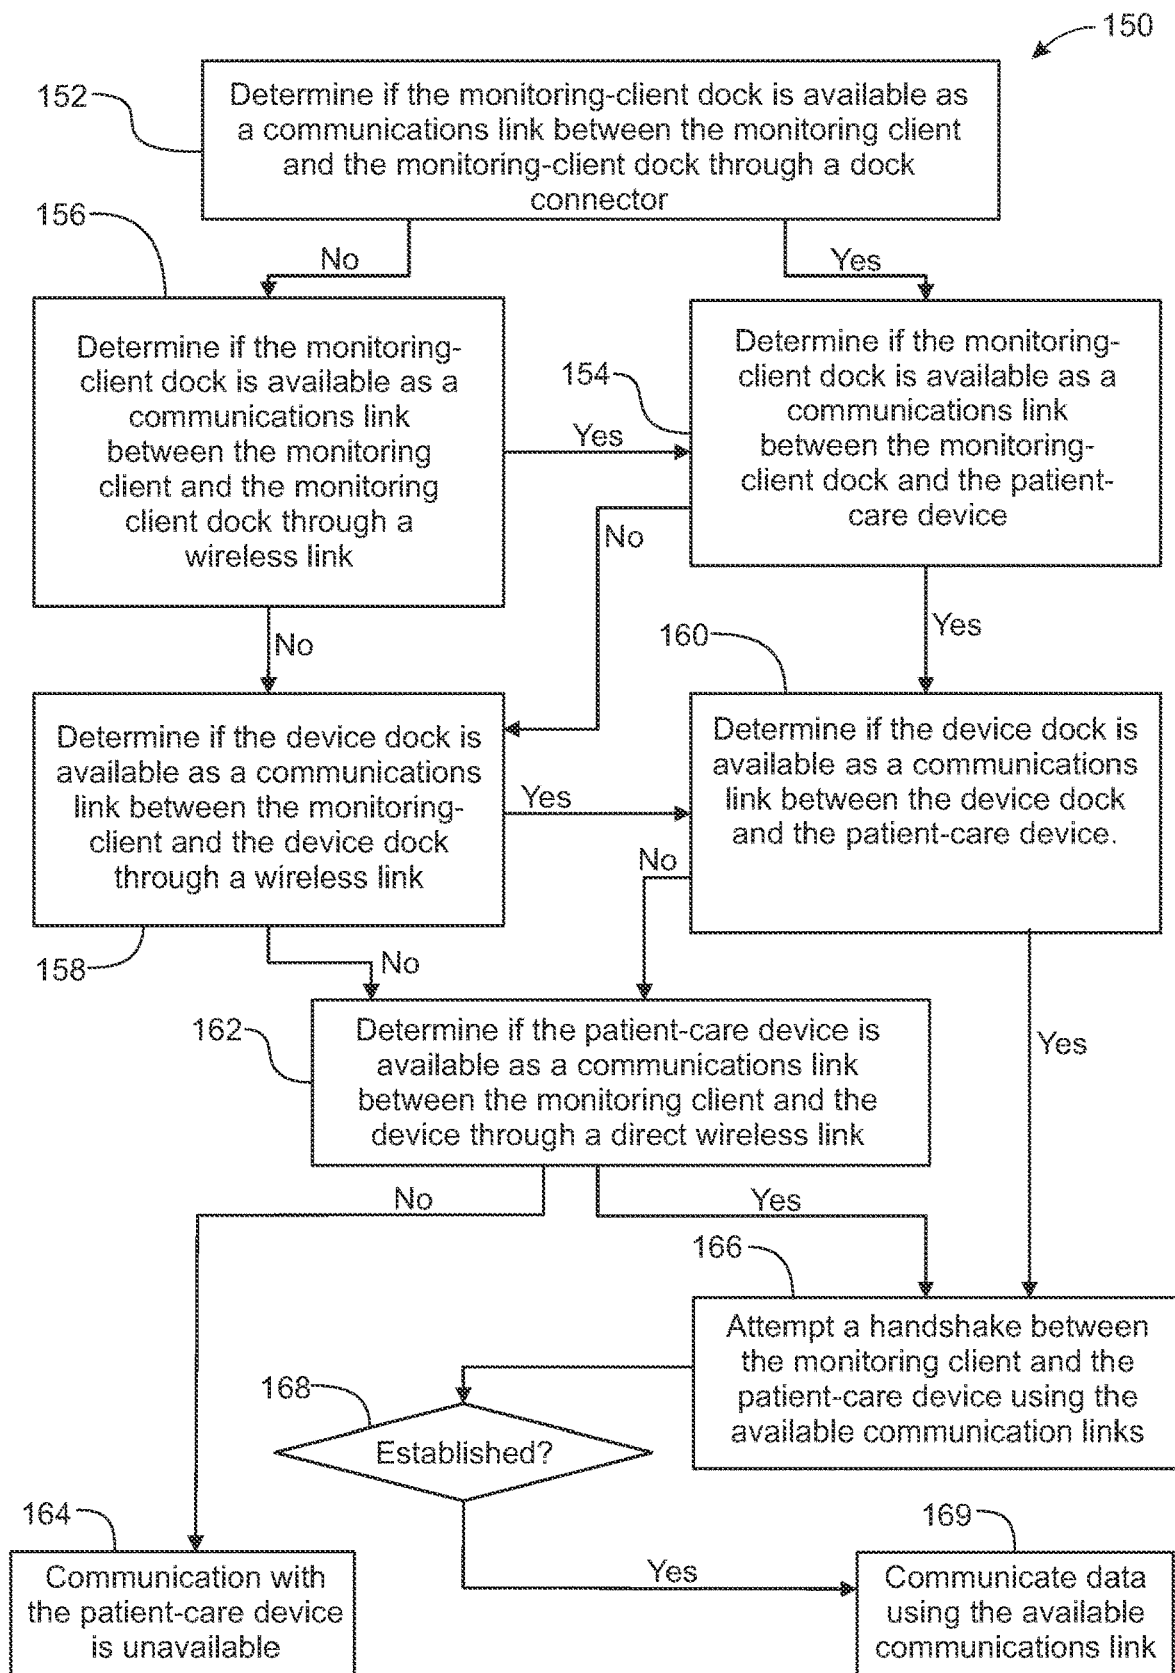 150
152
Determine if the monitoring-client dock is available as
a communications link between the monitoring client
and the monitoring-client dock through a dock
connector
156
No
Yes
Determine if the monitoring-
client dock is available as a
communications link
between the monitoring
client and the monitoring
client dock through a
wireless link
154
Yes
Determine if the monitoring-
client dock is available as a
communications link
between the monitoring-
client dock and the patient-
care device
No
No
160
Yes
Determine if the device dock is
available as a communications
link between the monitoring-
client and the device dock
through a wireless link
Yes
Determine if the device dock is
available as a communications
link between the device dock
and the patient-care device.
No
158
No
162
Determine if the patient-care device is
available as a communications link
between the monitoring client and the
device through a direct wireless link
Yes
No
Yes
166
Attempt a handshake between
the monitoring client and the
patient-care device using the
available communication links
168
Established?
164
Communication with
the patient-care device
is unavailable
Yes
169
Communicate data
using the available
communications link